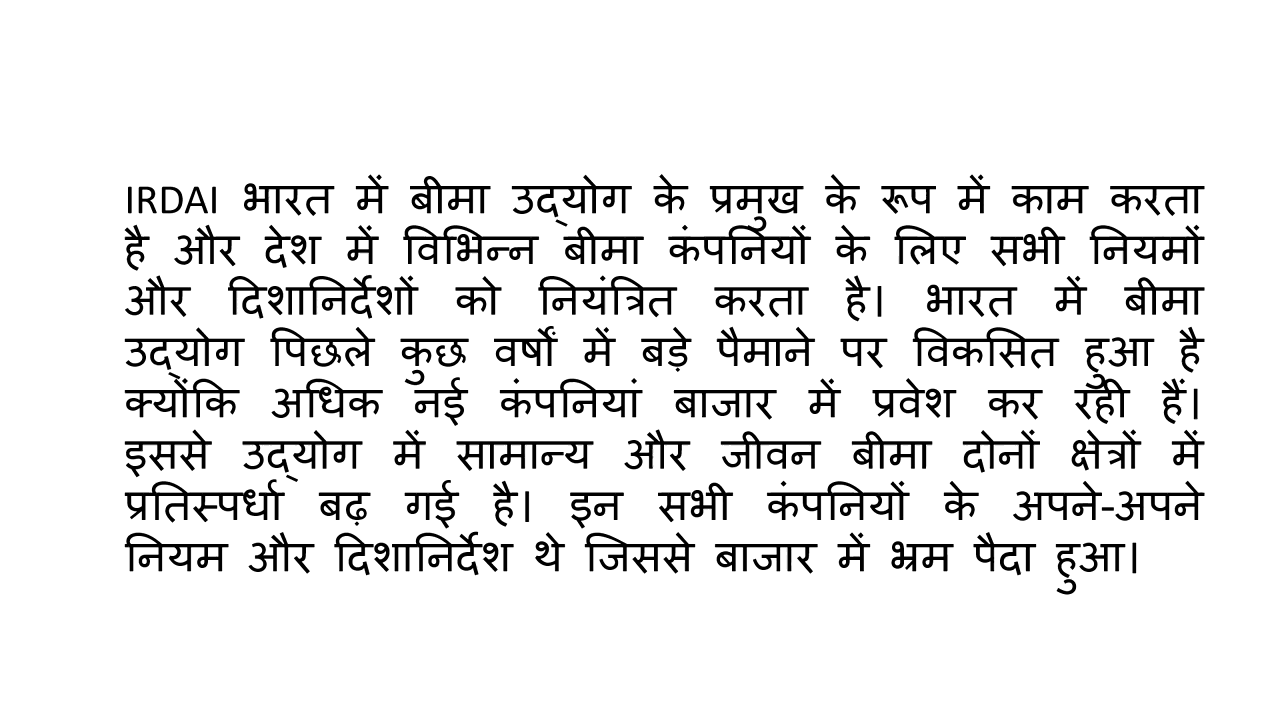 IRDAI भारत में बीमा उद्योग के प्रमुख के रूप में काम करता
है और देश में विभिन्न बीमा कंपनियों के लिए सभी नियमों
और दिशानिर्देशों को नियंत्रित करता है। भारत में बीमा
उद्योग पिछले कुछ वर्षों में बड़े पैमाने पर विकसित हुआ है
क्योंकि अधिक नई कंपनियां बाजार में प्रवेश कर रही हैं।
इससे उद्योग में सामान्य और जीवन बीमा दोनों क्षेत्रों में
प्रतिस्पर्धा बढ़ गई है। इन सभी कंपनियों के अपने-अपने
नियम और दिशानिर्देश थे जिससे बाजार में भ्रम पैदा हुआ।